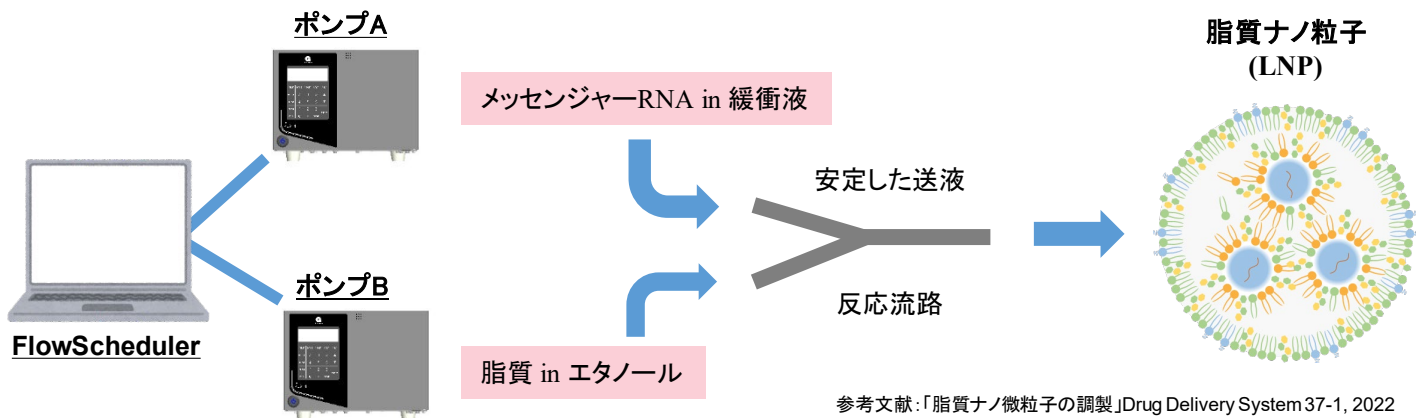 ポンプA
脂質ナノ粒子
(LNP)
メッセンジャーRNA in 緩衝液
安定した送液
ポンプB
反応流路
FlowScheduler
脂質 in エタノール
参考文献:「脂質ナノ微粒子の調製」Drug Delivery System 37-1, 2022